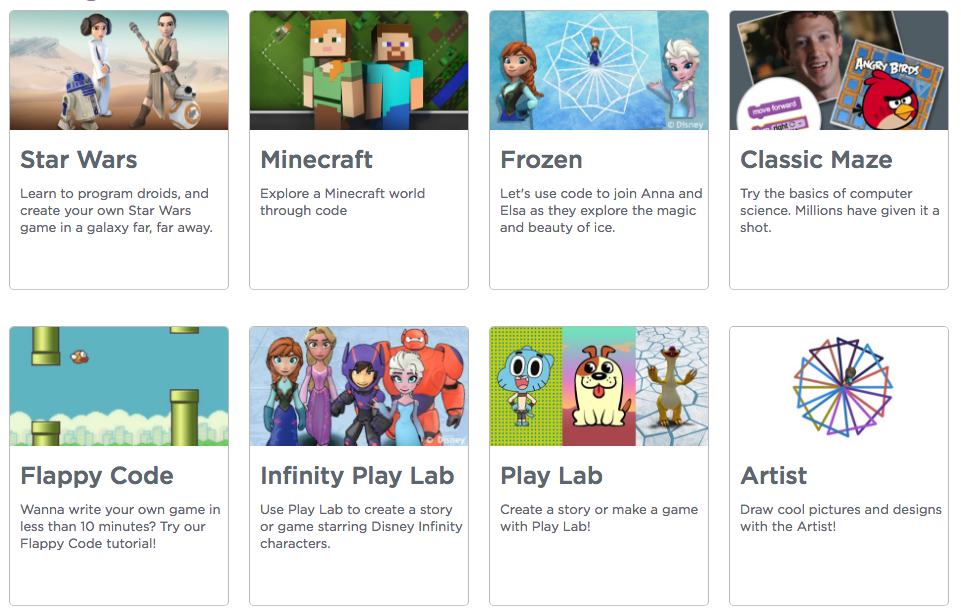 Star Wars
Learn to program droids, and
create your own Star Wars
game in a galaxy far, far away.
Minecraft
Explore a Minecraft world
through code
© Disney
Frozen
Let's use code to join Anna and
Elsa as they explore the magic
and beauty of ice.
ANGRY BIRDS
move forward
right
Classic Maze
Try the basics of computer
science. Millions have given it a
shot.
Flappy Code
Wanna write your own game in
less than 10 minutes? Try our
Flappy Code tutorial!
© Disney
Infinity Play Lab
Use Play Lab to create a story
or game starring Disney Infinity
characters.
Play Lab
Create a story or make a game
with Play Lab!
Artist
Draw cool pictures and designs
with the Artist!